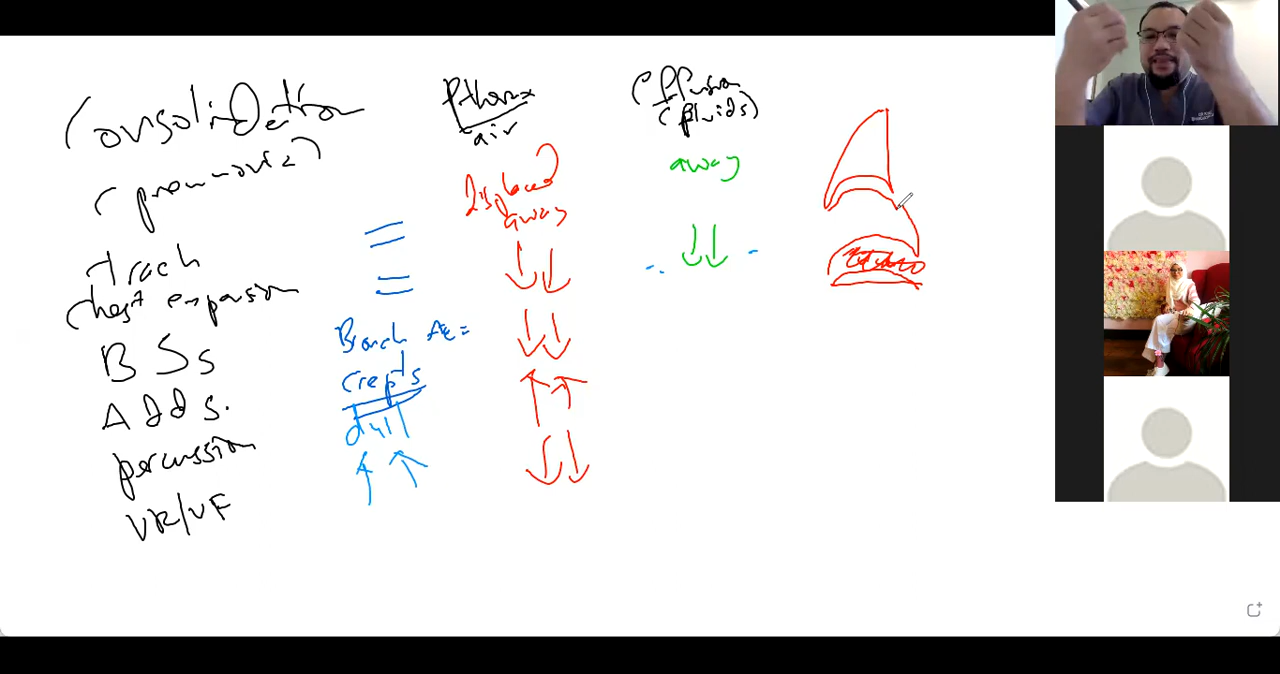 Consolidation
(pneumonia)
Pthorax
air
Effusion
(fluids)
Displaced
away
away
trach
chest expansion
=
=
↓↓
↓↓
BSs
Bronch AE =
↓↓
Adds.
crepts
percussion
dull
↑↑
VR/VF
↑↑
↓↓